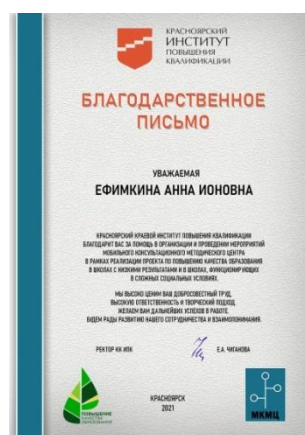 КРАСНОЯРСКИЙ
ИНСТИТУТ
ПОВЫШЕНИЯ
КВАЛИФИКАЦИИ
БЛАГОДАРСТВЕННОЕ
ПИСЬМО
УВАЖАЕМАЯ
ЕФИМКИНА АННА ИОНОВНА
КРАСНОЯРСКИЙ КРАЕВОЙ ИНСТИТУТ ПОВЫШЕНИЯ КВАЛИФИКАЦИИ
БЛАГОДАРИТ ВАС ЗА ПОМОЩЬ В ОРГАНИЗАЦИИ И ПРОВЕДЕНИИ МЕРОПРИЯТИЙ
МОБИЛЬНОГО КОНСУЛЬТАЦИОННОГО МЕТОДИЧЕСКОГО ЦЕНТРА
В РАМКАХ РЕАЛИЗАЦИИ ПРОЕКТА ПО ПОВЫШЕНИЮ КАЧЕСТВА ОБРАЗОВАНИЯ
В ШКОЛАХ С НИЗКИМИ РЕЗУЛЬТАТАМИ И В ШКОЛАХ, ФУНКЦИОНИРУЮЩИХ
В СЛОЖНЫХ СОЦИАЛЬНЫХ УСЛОВИЯХ.
МЫ ВЫСОКО ЦЕНИМ ВАШ ДОБРОСОВЕСТНЫЙ ТРУД,
ВЫСОКУЮ ОТВЕТСТВЕННОСТЬ И ТВОРЧЕСКИЙ ПОДХОД.
ЖЕЛАЕМ ВАМ ДАЛЬНЕЙШИХ УСПЕХОВ В РАБОТЕ.
БУДЕМ РАДЫ РАЗВИТИЮ НАШЕГО СОТРУДНИЧЕСТВА И ВЗАИМОПОНИМАНИЯ.
РЕКТОР КК ИПК Е.А. ЧИГАНОВА
ПОВЫШЕНИЕ
КАЧЕСТВА
ОБРАЗОВАНИЯ
КРАСНОЯРСК
2021
МКМЦ